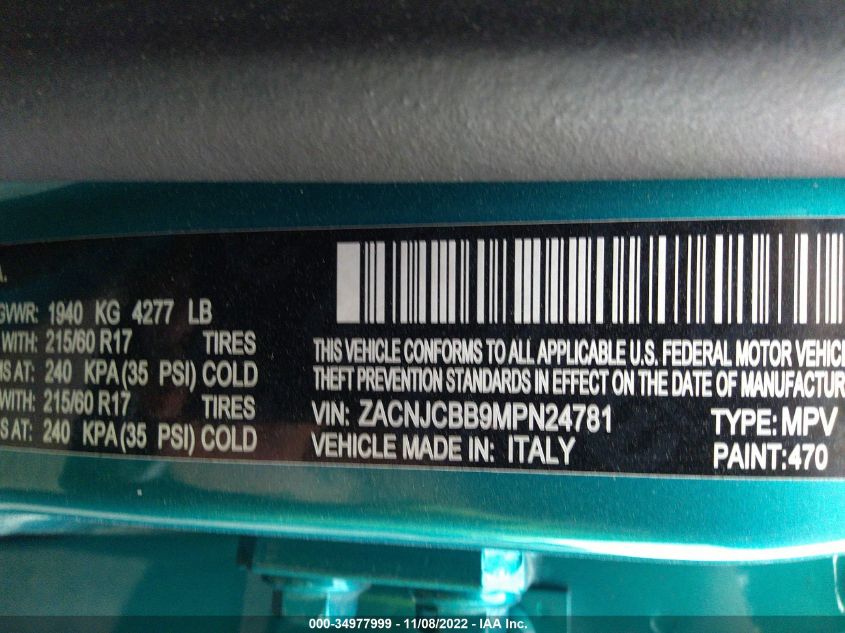 A.
GVWR: 1940 KG 4277 LB
WITH: 215/60 R17 TIRES
MS AT: 240 KPA(35 PSI) COLD
WITH: 215/60 R17 TIRES
MS AT: 240 KPA(35 PSI) COLD
THIS VEHICLE CONFORMS TO ALL APPLICABLE U.S. FEDERAL MOTOR VEHIC
THEFT PREVENTION STANDARDS IN EFFECT ON THE DATE OF MANUFACTUR
VIN: ZACNJCBB9MPN24781 TYPE: MPV
VEHICLE MADE IN: ITALY PAINT:470
000-34977999 - 11/08/2022 - IAA Inc.